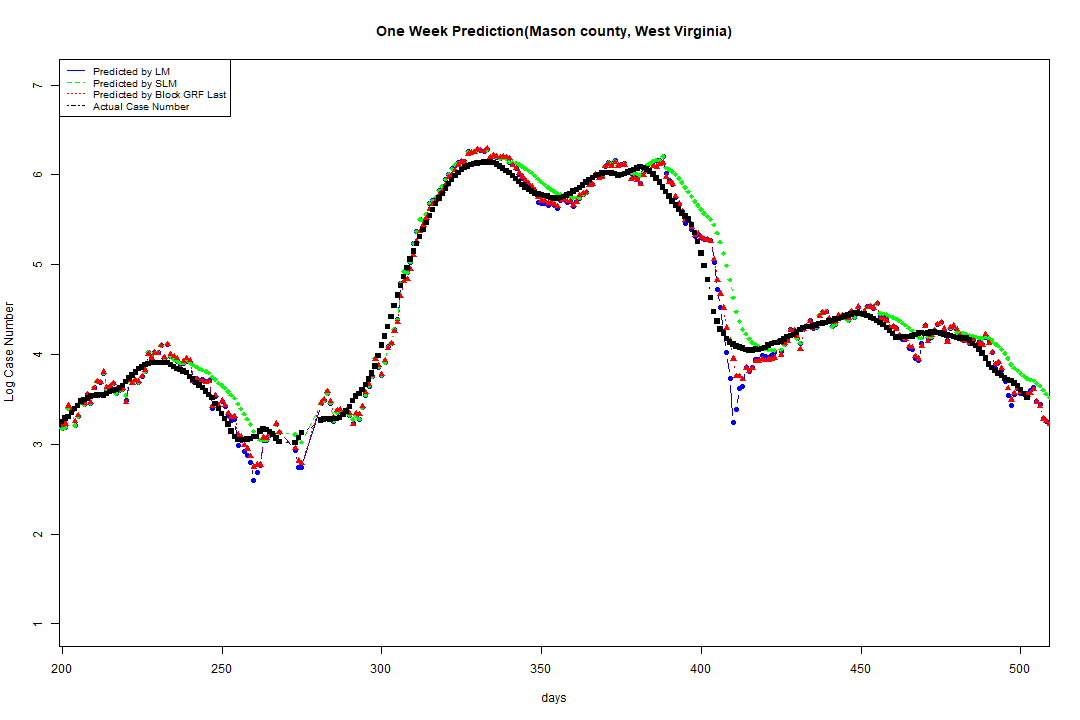 One Week Prediction(Mason county, West Virginia)
Predicted by LM
Predicted by SLM
Predicted by Block GRF Last
Actual Case Number
7
6
5
4
3
2
1
Log Case Number
200 250 300 350 400 450 500
days